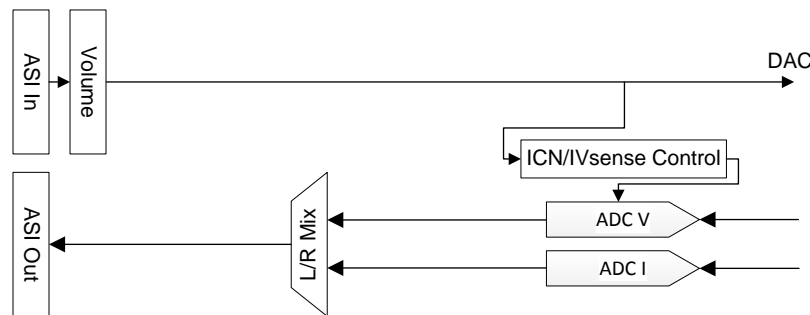 ASI In
Volume
DAC
ICN/IVsense Control
ASI Out
L/R Mix
ADC V
ADC I